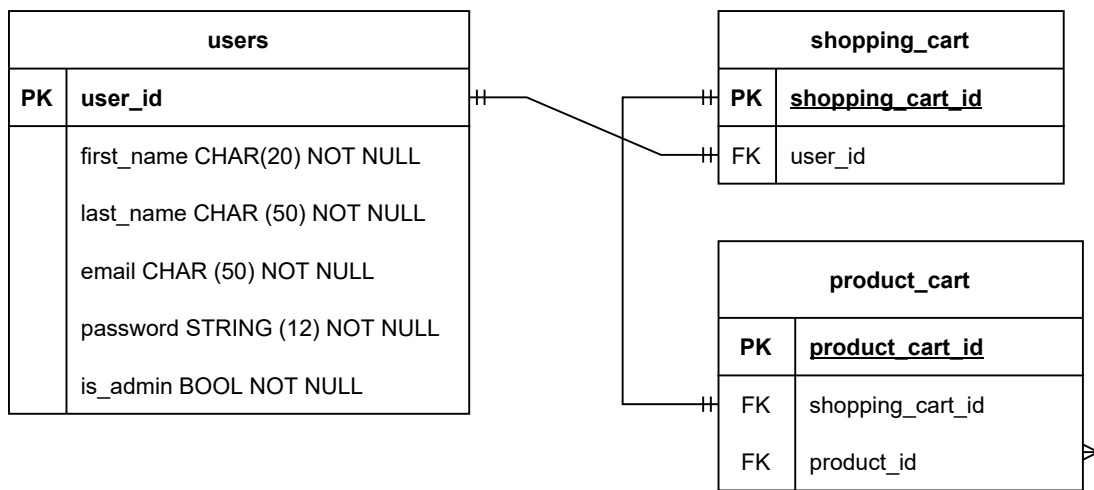 users
PK user_id
first_name CHAR(20) NOT NULL
last_name CHAR (50) NOT NULL
email CHAR (50) NOT NULL
password STRING (12) NOT NULL
is_admin BOOL NOT NULL
shopping_cart
PK shopping_cart_id
FK user_id
product_cart
PK product_cart_id
FK shopping_cart_id
FK product_id